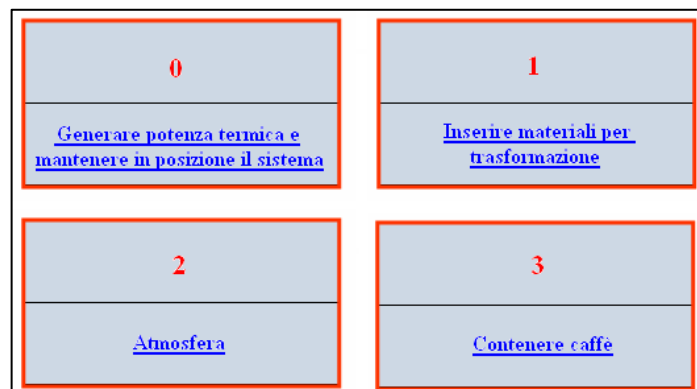 0
1
Generare potenza termica e
mantenere in posizione il sistema
Inserire materiali per
trasformazione
2
3
Atmosfera
Contenere caffè